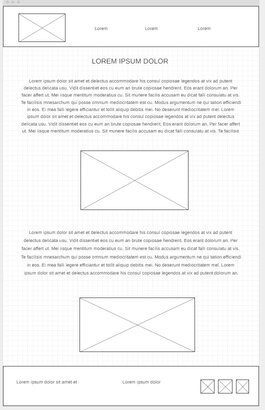 Lorem
Lorem
Lorem
LOREM IPSUM DOLOR
Lorem ipsum dolor sit amet et delectus accommodare his consul copiosae legendos at vix ad putent
delectus galia usu. Vidit dissentiet eos cu eum an brute copiosae hendrerit. Eos erant dolorum an. Per
facer affert ut. Mei iisque mentitum moderatius cu. Sit munere facilis accusam eu dicat falli consulatu at vis.
Te facilisis mnesarchum qui posse omnium mediocritatem eu cum. Modus argumentum ne qui tation efficiendi
in eos. Ei mea falli legere efficiantur et tollit aliquip debitis mei. No deserunt mediocritatem. Lorem
ipsum dolor sit amet et delectus accommodare his consul copiosae legendos at vix ad putent
delicata usu. Vidit dissentiet eos cu eum an brute copiosae hendrerit. Eos erant dolorum an. Per facer affert
ut. Mei iisque mentitum moderatius cu. Sit munere facilis accusam eu dicat falli consulatu at vis. Te facilisis
Lorem ipsum dolor sit amet et delectus accommodare his consul copiosae legendos at vix ad putent
delectus galia usu. Vidit dissentiet eos cu eum an brute copiosae hendrerit. Eos erant dolorum an. Per
facer affert ut. Mei iisque mentitum moderatius cu. Sit munere facilis accusam eu dicat falli consulatu at vis.
Te facilisis mnesarchum qui posse omnium mediocritatem eu cum. Modus argumentum ne qui tation efficiendi
in eos. Ei mea falli legere efficiantur et tollit aliquip debitis mei. No deserunt mediocritatem. Lorem
ipsum dolor sit amet et delectus accommodare his consul copiosae legendos at vix dolorum an.
Lorem ipsum dolor sit amet et
Lorem ipsum dolor